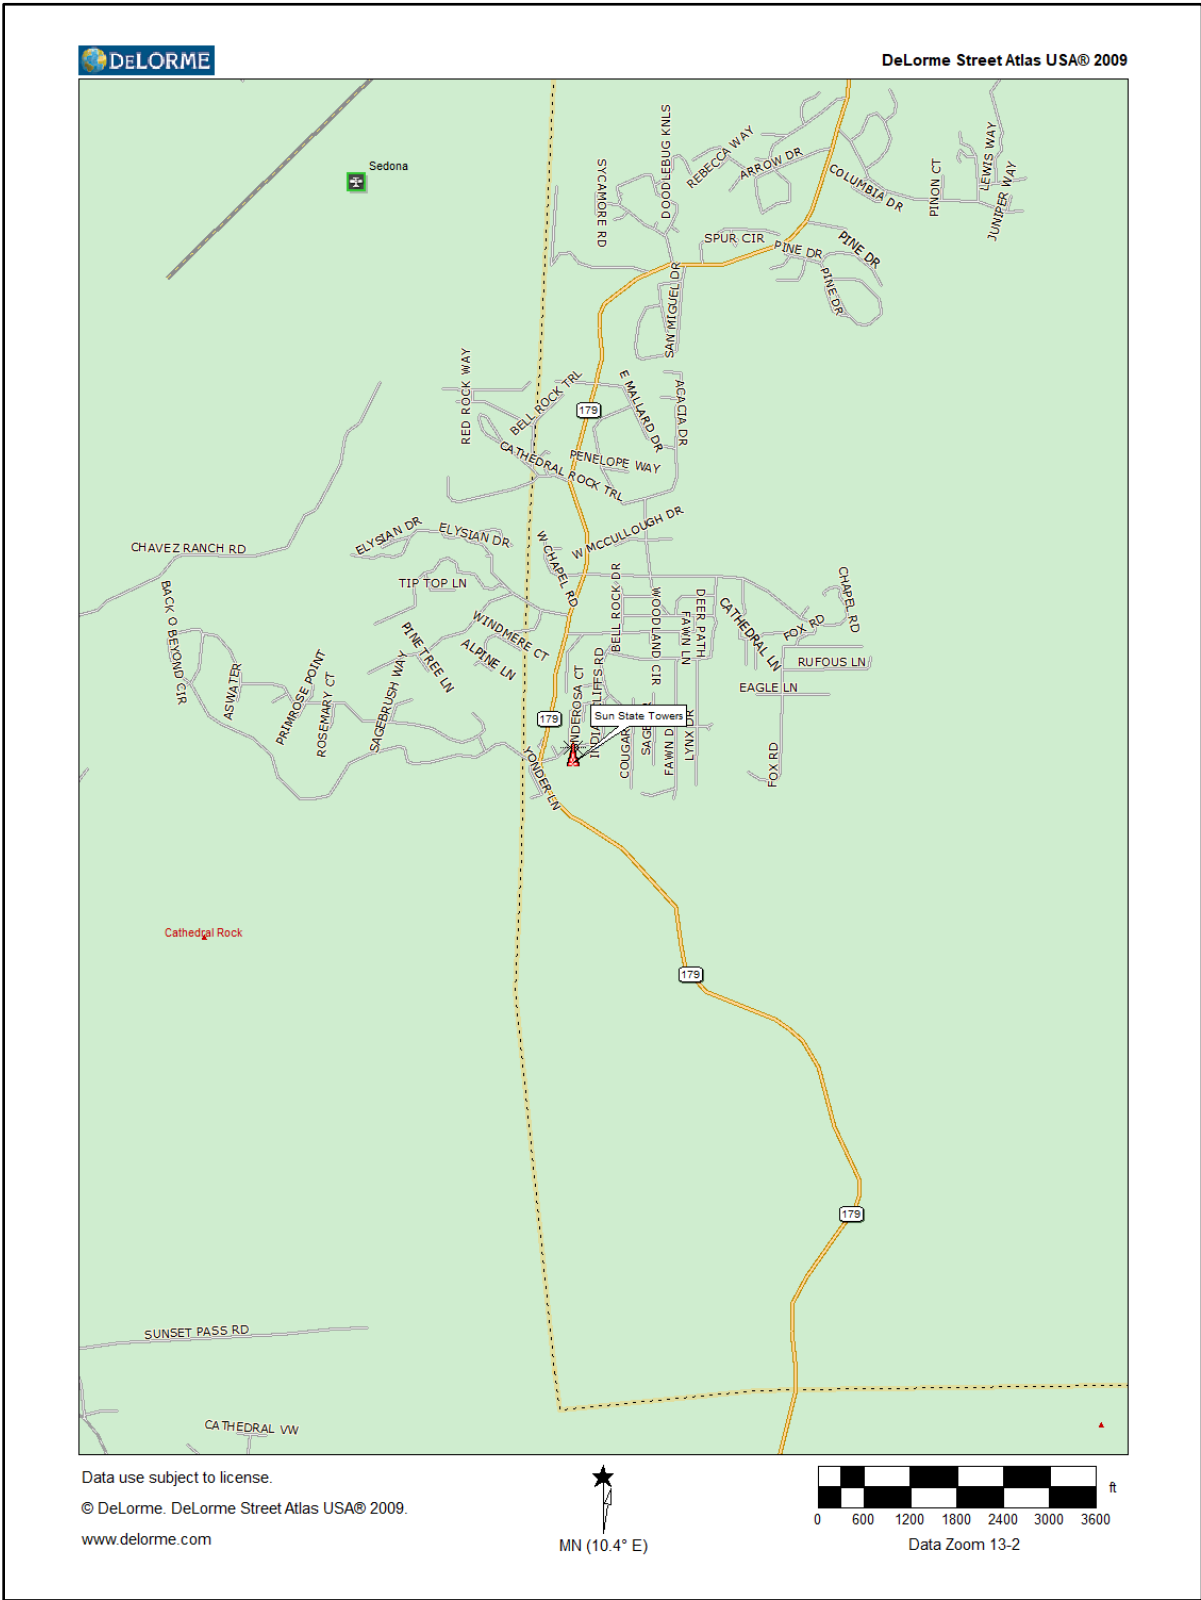 DELORME
DeLorme Street Atlas USA® 2009
Sedona
SYCAMORE RD
DOODLEBUG KNLS
REBECCA WAY
ARROW DR
COLUMBIA DR
PINON CT
LEWIS WAY
JUNIPER WAY
SPUR CIR
PINE DR
PINE DR
PINE DR
SAN MIGUEL DR
RED ROCK WAY
BELL ROCK TRL
179
E MALLARD DR
ACACIA DR
CATHEDRAL ROCK TRL
PENELOPE WAY
ELYSIAN DR
ELYSIAN DR
W CHAPEL RD
W MCCULLOUGH DR
CHAVEZ RANCH RD
BACK O BEYOND CIR
TIP TOP LN
BELL ROCK DR
WOODLAND CIR
FAWN LN
DEER PATH
CATHEDRAL LN
FOX RD
CHAPEL RD
PINE TREE LN
WINDMERE CT
ALPINE LN
RUFOUS LN
EAGLE LN
ASWATER
PRIMROSE POINT
ROSEMARY CT
SAGEBRUSH WAY
179
NDEROSA CT
INDIA
CLIFFS RD
Sun State Towers
COUGAR
SAGE
FAWN D
LYNX DR
FOX RD
YONDER LN
Cathedral Rock
179
179
SUNSET PASS RD
CATHEDRAL VW
Data use subject to license.
© DeLorme. DeLorme Street Atlas USA® 2009.
www.delorme.com
MN (10.4° E)
ft
0 600 1200 1800 2400 3000 3600
Data Zoom 13-2